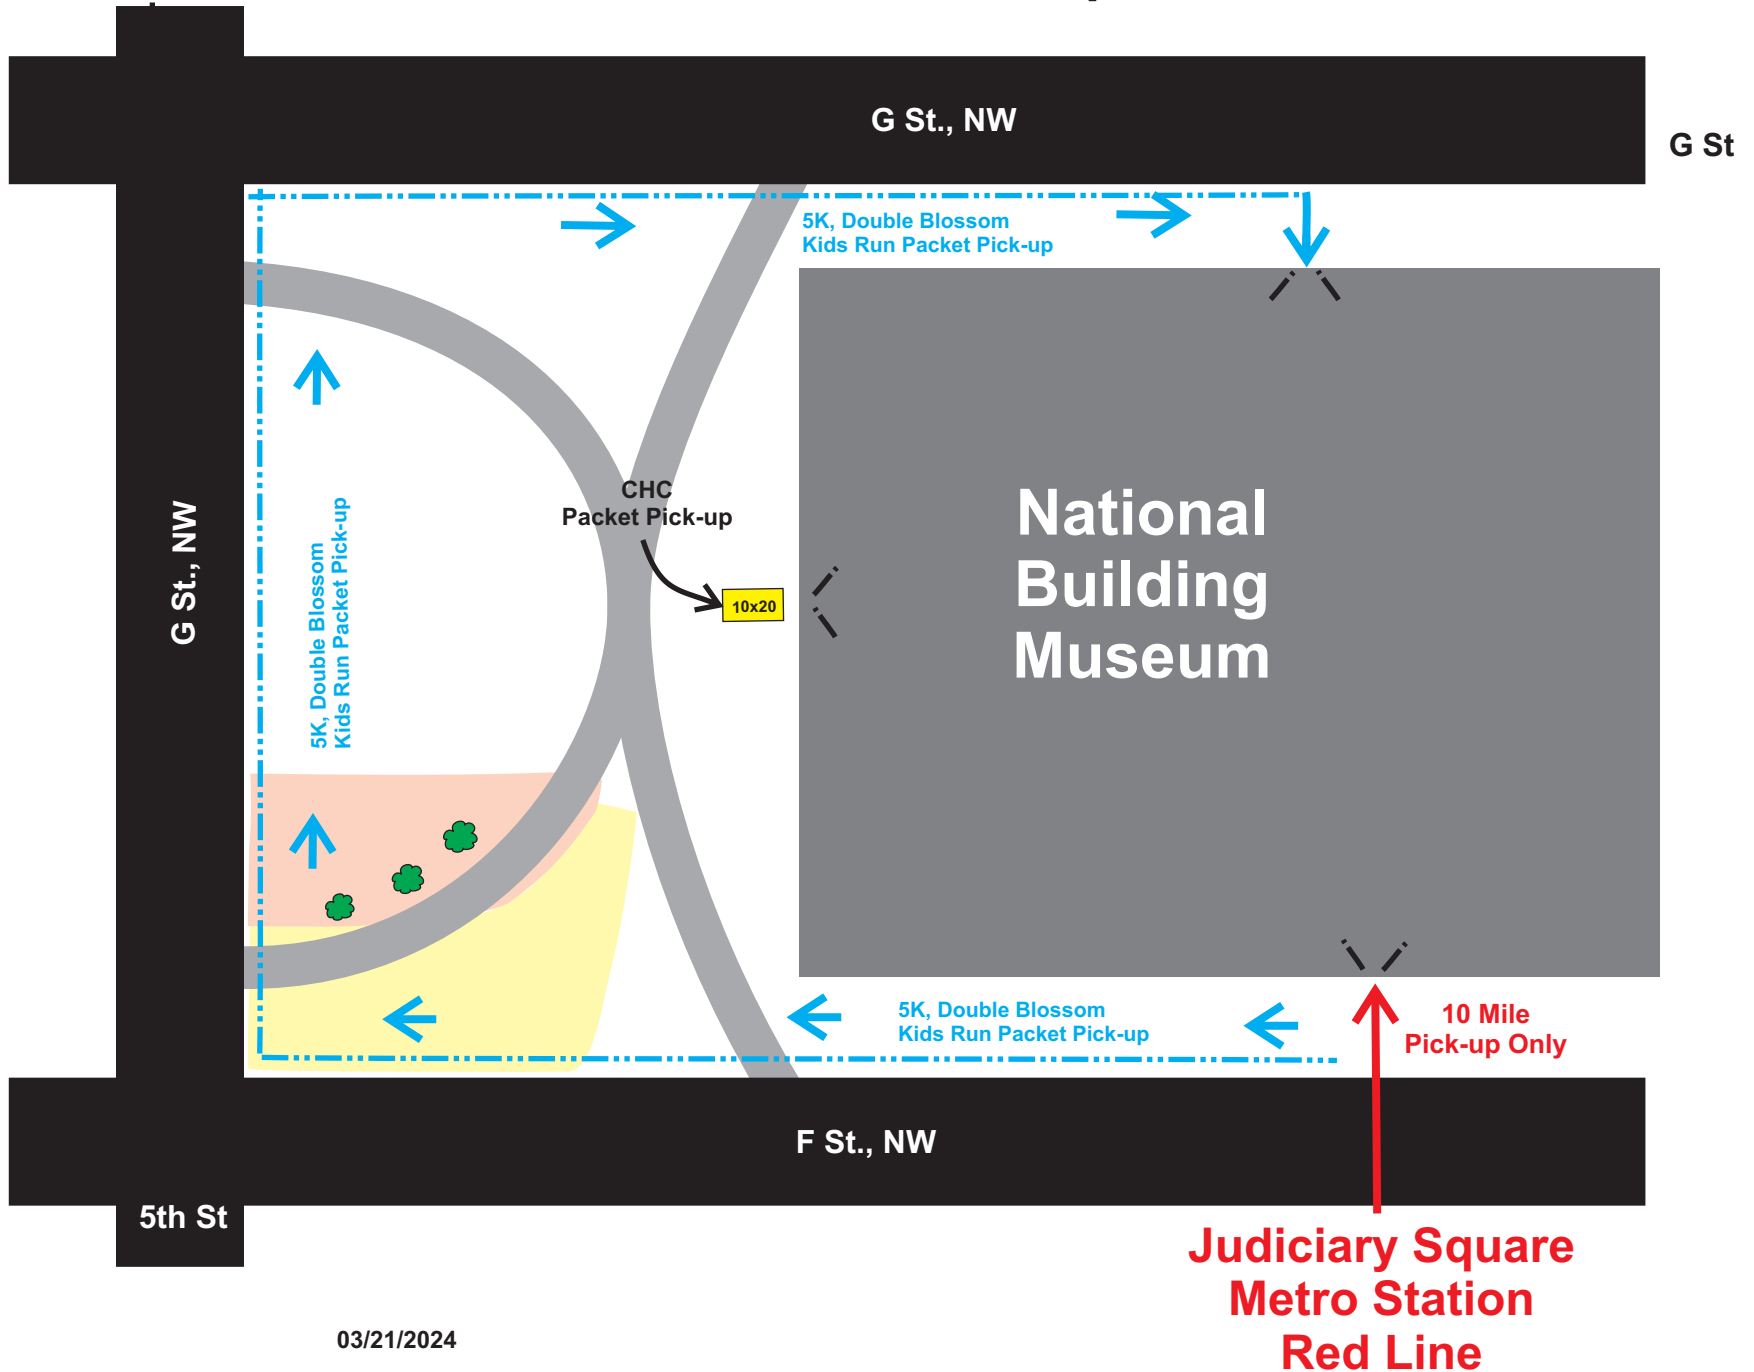 G St., NW
G St
5K, Double Blossom
Kids Run Packet Pick-up
G St., NW
5K, Double Blossom
Kids Run Packet Pick-up
CHC
Packet Pick-up
10x20
National
Building
Museum
5K, Double Blossom
Kids Run Packet Pick-up
10 Mile
Pick-up Only
F St., NW
5th St
Judiciary Square
Metro Station
Red Line
03/21/2024